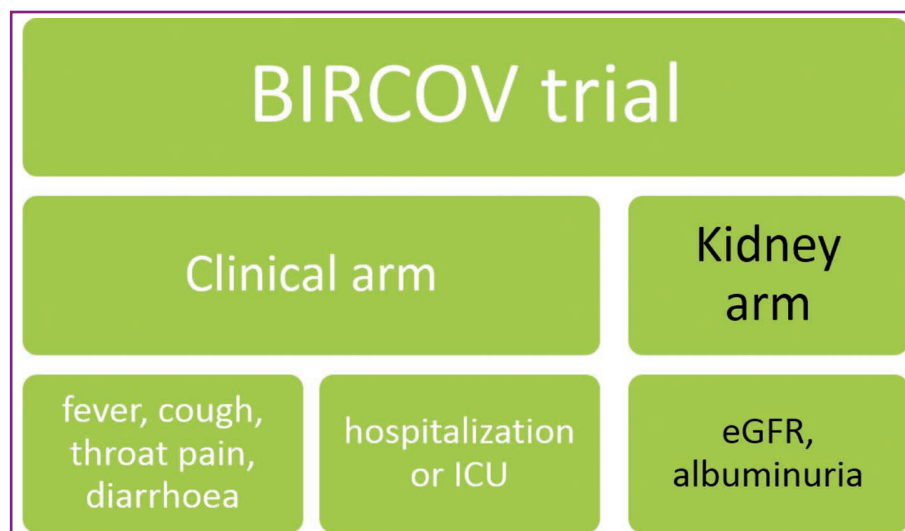 BIRCOV trial
Clinical arm
Kidney
arm
fever, cough,
throat pain,
diarrhoea
hospitalization
or ICU
eGFR,
albuminuria